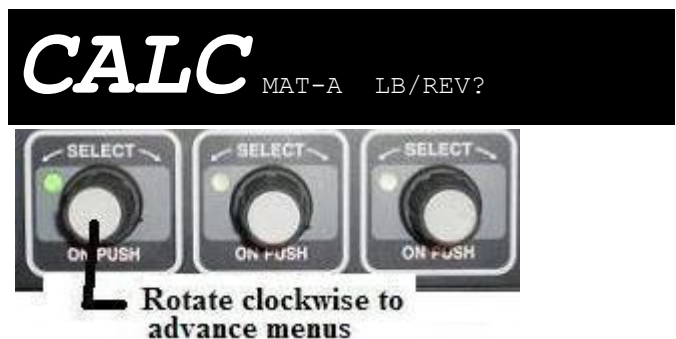 CALC MAT-A LB/REV?
SELECT SELECT SELECT
ON PUSH ON PUSH ON PUSH
Rotate clockwise to
advance menus